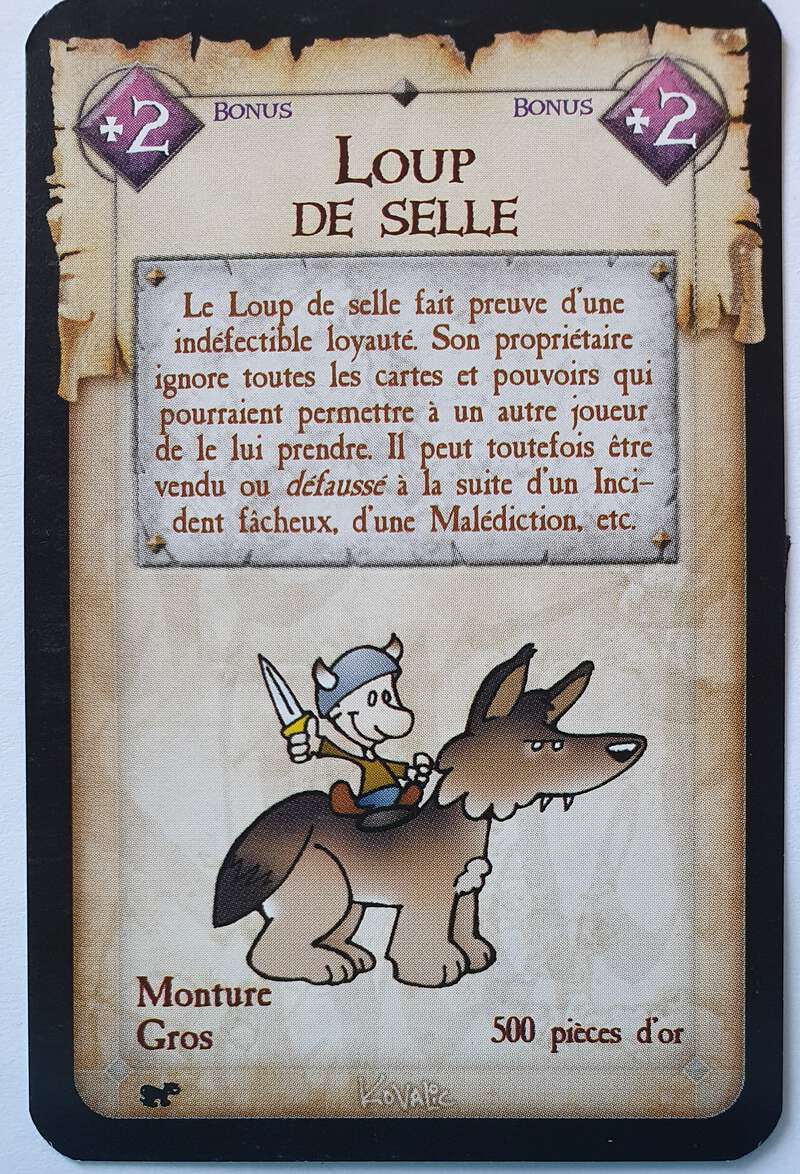 +2 BONUS BONUS +2
LOUP
DE SELLE
Le Loup de selle fait preuve d'une
indéfectible loyauté. Son propriétaire
ignore toutes les cartes et pouvoirs qui
pourraient permettre à un autre joueur
de le lui prendre. Il peut toutefois être
vendu ou défaussé à la suite d'un Inci-
dent fâcheux, d'une Malédiction, etc.
Monture
Gros
500 pièces d'or
KOVALIC